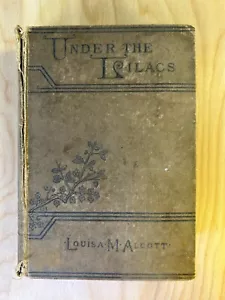 UNDER THE
LILACS
LOUISA M. ALCOTT